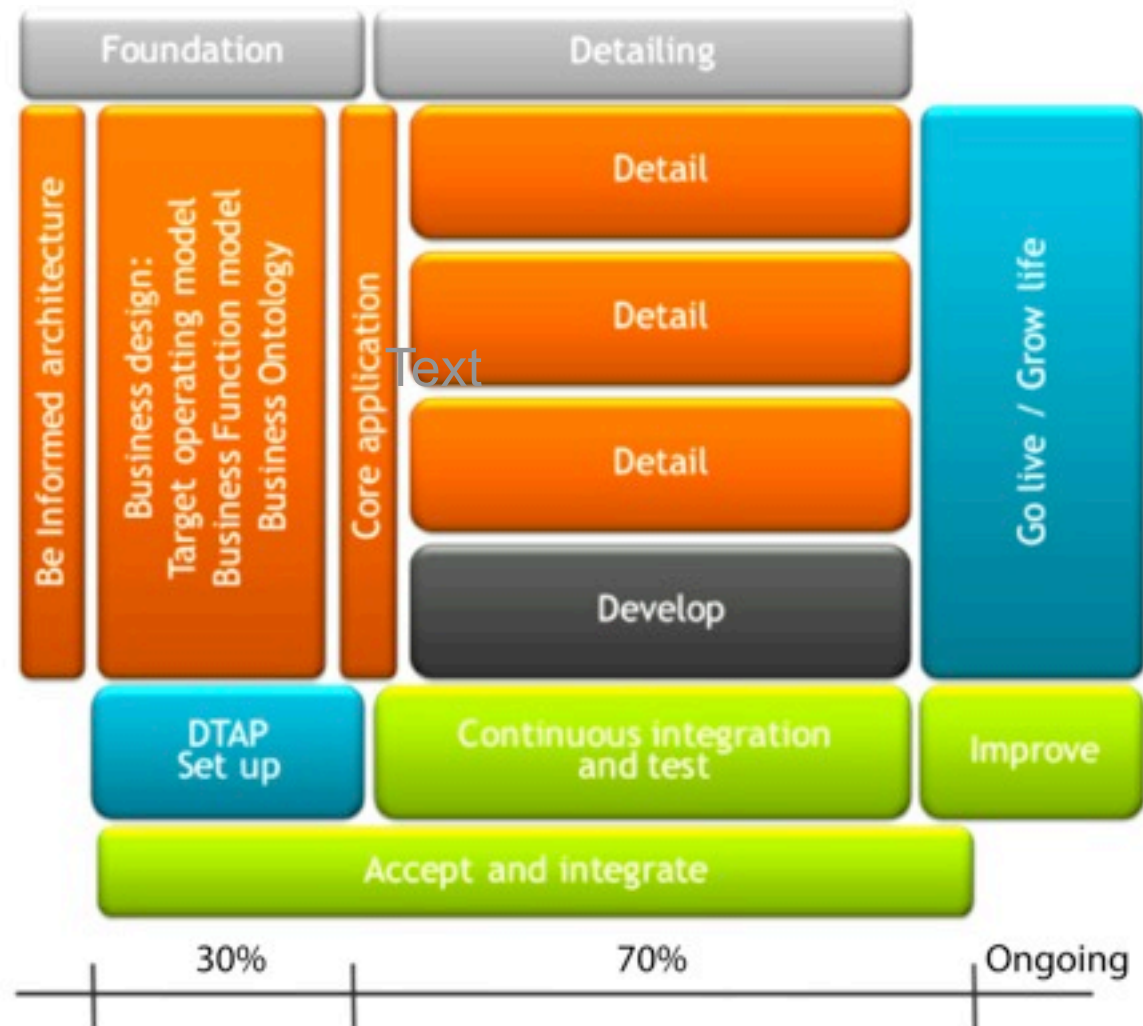 Foundation
Detailing
Be Informed architecture
Business design:
Target operating model
Business Function model
Business Ontology
Core application
Detail
Text
Detail
Detail
Develop
Go live / Grow life
DTAP
Set up
Continuous integration
and test
Improve
Accept and integrate
30%
70%
Ongoing